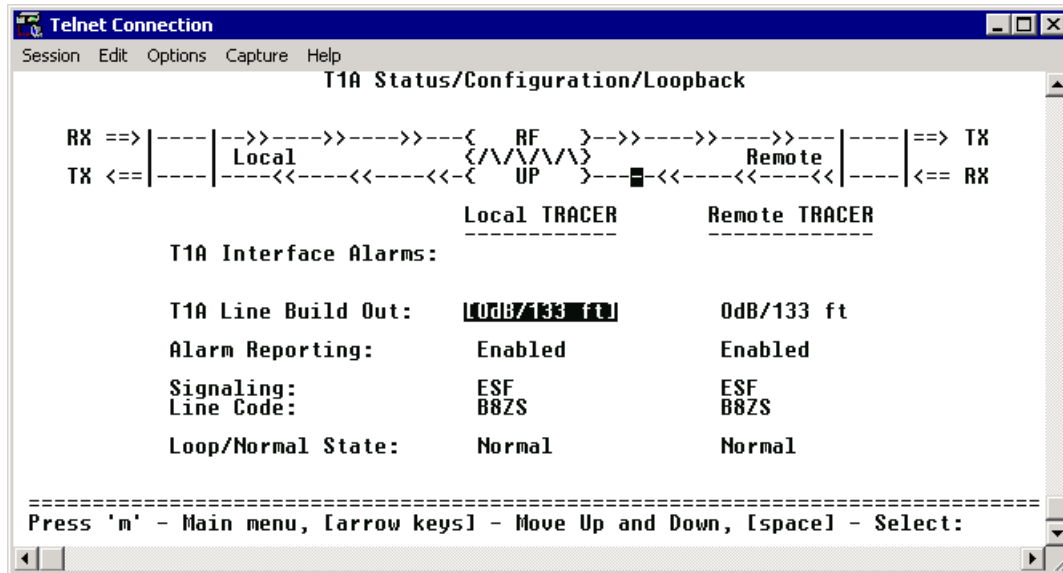 Telnet Connection
Session Edit Options Capture Help
T1A Status/Configuration/Loopback
RX ==>|----|-->>---->>---->>---{ RF }-->>---->>---->>---|----|==> TX
| | Local {/\/\/\/\} Remote | |
TX <==|----|----<<----<<----<<-{ UP }-----<<----<<----<<|----|<== RX
Local TRACER Remote TRACER
------------ -------------
T1A Interface Alarms:
T1A Line Build Out: [0dB/133 ft] 0dB/133 ft
Alarm Reporting: Enabled Enabled
Signaling: ESF ESF
Line Code: B8ZS B8ZS
Loop/Normal State: Normal Normal
===============================================================================
Press 'm' - Main menu, [arrow keys] - Move Up and Down, [space] - Select: